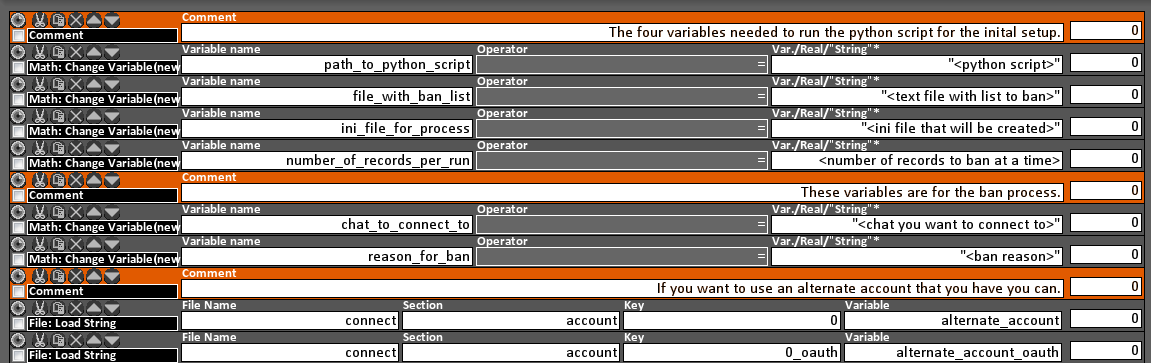 Comment
Comment The four variables needed to run the python script for the inital setup. 0
Variable name Operator Var./Real/"String"*
Math: Change Variable(new path_to_python_script = "<python script>" 0
Variable name Operator Var./Real/"String"*
Math: Change Variable(new file_with_ban_list = "<text file with list to ban>" 0
Variable name Operator Var./Real/"String"*
Math: Change Variable(new ini_file_for_process = "<ini file that will be created>" 0
Variable name Operator Var./Real/"String"*
Math: Change Variable(new number_of_records_per_run = <number of records to ban at a time> 0
Comment
Comment These variables are for the ban process. 0
Variable name Operator Var./Real/"String"*
Math: Change Variable(new chat_to_connect_to = "<chat you want to connect to>" 0
Variable name Operator Var./Real/"String"*
Math: Change Variable(new reason_for_ban = "<ban reason>" 0
Comment
Comment If you want to use an alternate account that you have you can. 0
File Name Section Key Variable
File: Load String connect account 0 alternate_account 0
File Name Section Key Variable
File: Load String connect account 0_oauth alternate_account_oauth 0